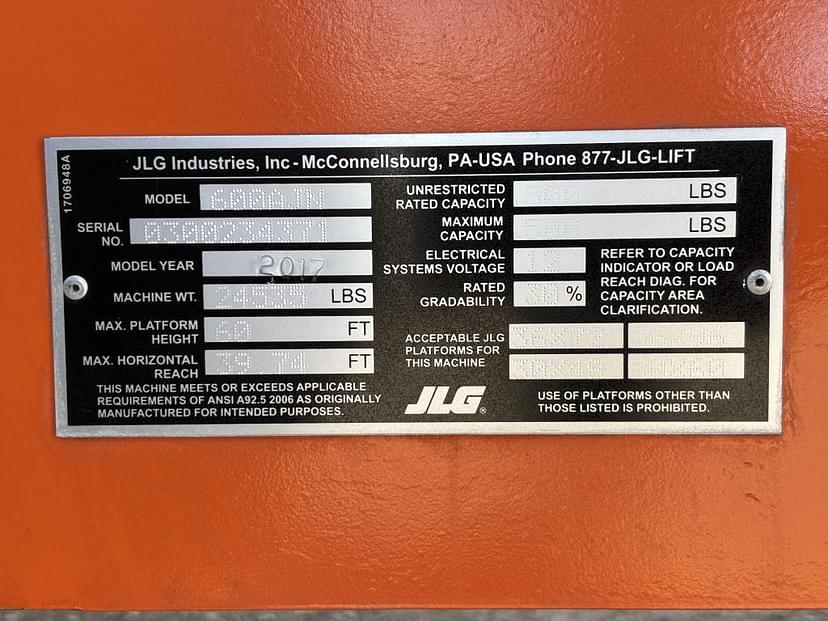 1706948A
JLG Industries, Inc - McConnellsburg, PA-USA Phone 877-JLG-LIFT
MODEL 600AJN
SERIAL NO. 0300234371
MODEL YEAR 2017
MACHINE WT. LBS
MAX. PLATFORM HEIGHT 60 FT
MAX. HORIZONTAL REACH 39.74 FT
THIS MACHINE MEETS OR EXCEEDS APPLICABLE
REQUIREMENTS OF ANSI A92.5 2006 AS ORIGINALLY
MANUFACTURED FOR INTENDED PURPOSES.
UNRESTRICTED
RATED CAPACITY LBS
MAXIMUM
CAPACITY LBS
ELECTRICAL
SYSTEMS VOLTAGE 12
RATED
GRADABILITY %
REFER TO CAPACITY
INDICATOR OR LOAD
REACH DIAG. FOR
CAPACITY AREA
CLARIFICATION.
ACCEPTABLE JLG
PLATFORMS FOR
THIS MACHINE
36X72
30X48
JLG®
USE OF PLATFORMS OTHER THAN
THOSE LISTED IS PROHIBITED.